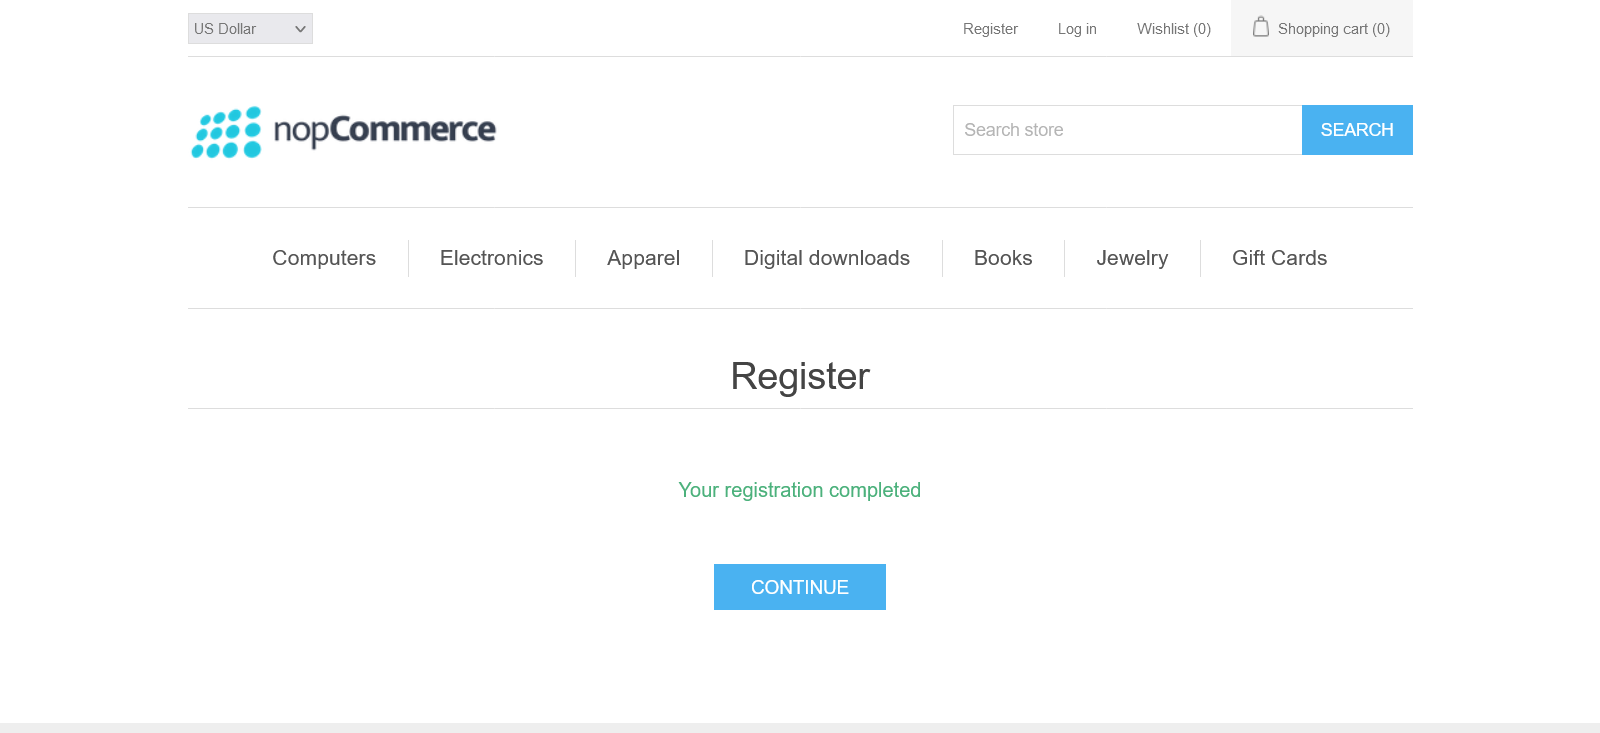 US Dollar
Register
Log in
Wishlist (0)
Shopping cart (0)
nopCommerce
Search store
SEARCH
Computers
Electronics
Apparel
Digital downloads
Books
Jewelry
Gift Cards
Register
Your registration completed
CONTINUE